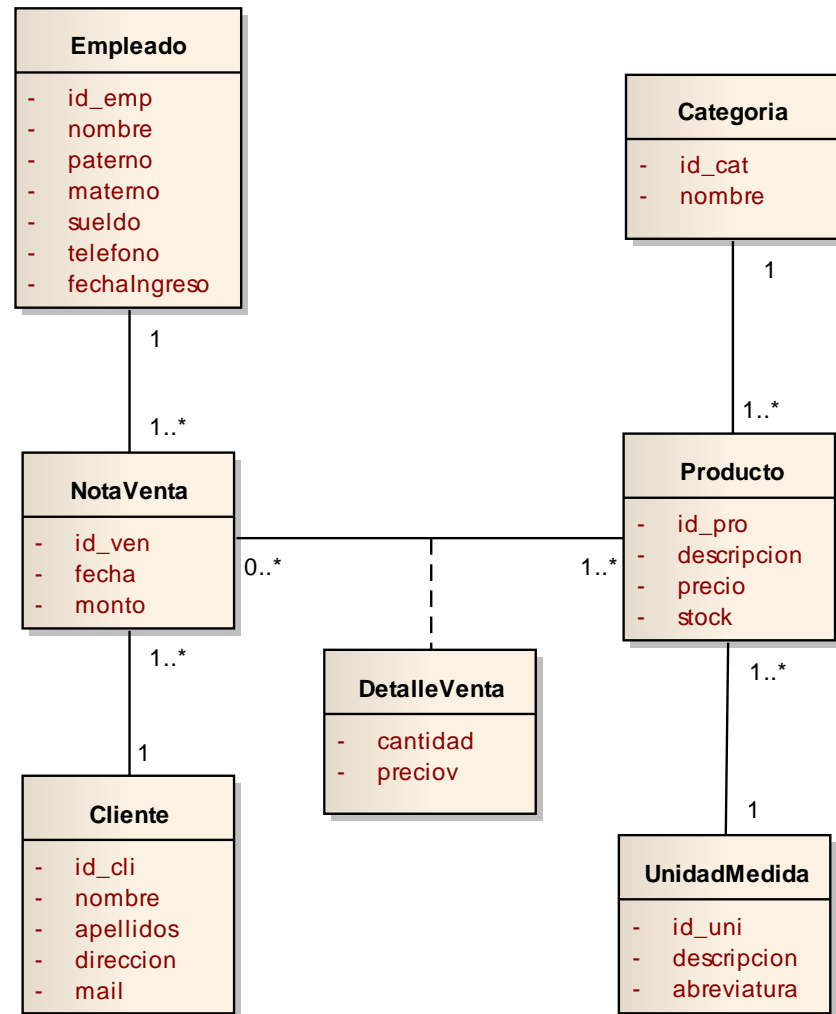 Empleado
- id_emp
- nombre
- paterno
- materno
- sueldo
- telefono
- fechaIngreso
1
1..*
Categoria
- id_cat
- nombre
1
1..*
NotaVenta
- id_ven
- fecha
- monto
0..*
1..*
Producto
- id_pro
- descripcion
- precio
- stock
1..*
1
DetalleVenta
- cantidad
- preciov
1..*
1
Cliente
- id_cli
- nombre
- apellidos
- direccion
- mail
UnidadMedida
- id_uni
- descripcion
- abreviatura